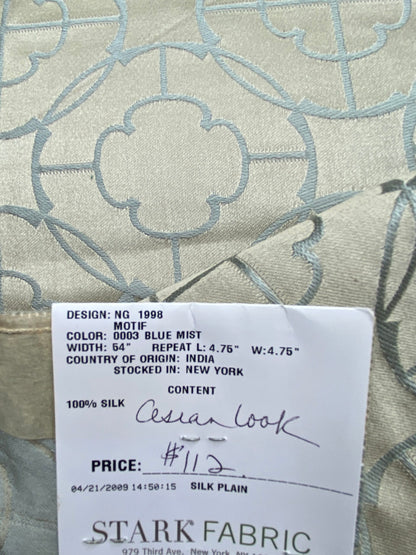 DESIGN: NG 1998
MOTIF
COLOR: 0003 BLUE MIST
WIDTH: 54" REPEAT L: 4.75" W:4.75"
COUNTRY OF ORIGIN: INDIA
STOCKED IN: NEW YORK
CONTENT
100% SILK
asian look
PRICE: $112
04/21/2009 14:50:15 SILK PLAIN
STARK FABRIC
979 Third Ave, New York,